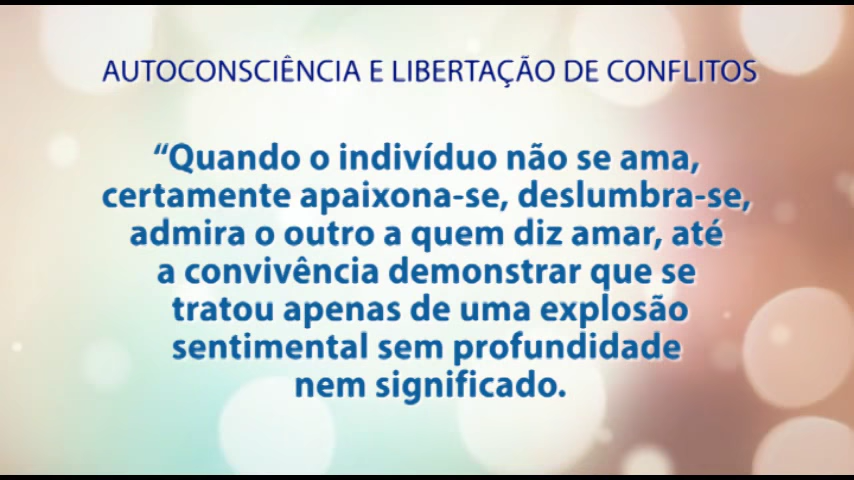 AUTOCONSCIÊNCIA E LIBERTAÇÃO DE CONFLITOS
“Quando o indivíduo não se ama,
certamente apaixona-se, deslumbra-se,
admira o outro a quem diz amar, até
a convivência demonstrar que se
tratou apenas de uma explosão
sentimental sem profundidade
nem significado.